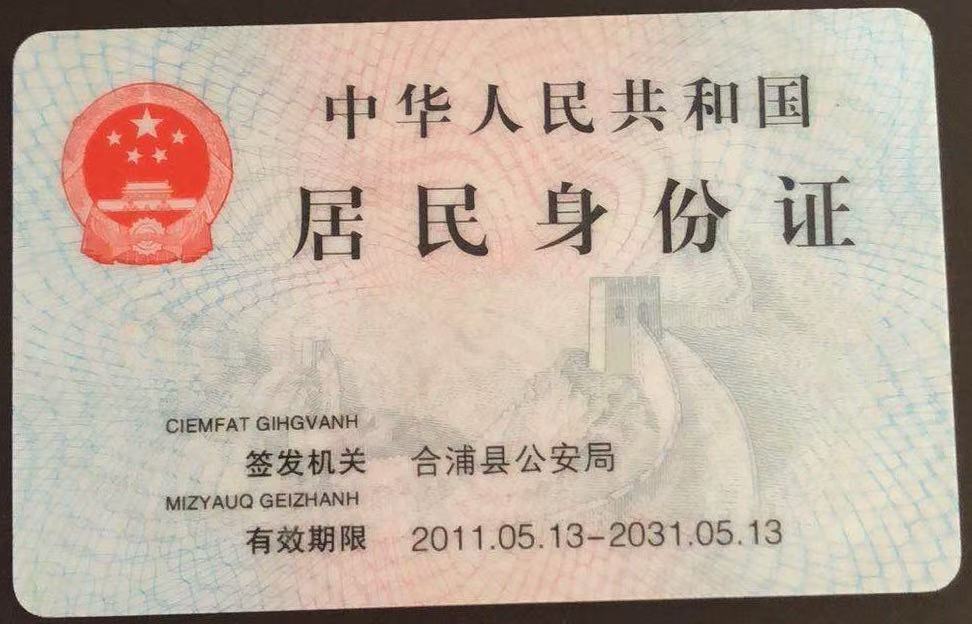 中华人民共和国
居民身份证
CIEMFAT GIHGVANH
签发机关 合浦县公安局
MIZYAUQ GEIZHANH
有效期限 2011.05.13-2031.05.13